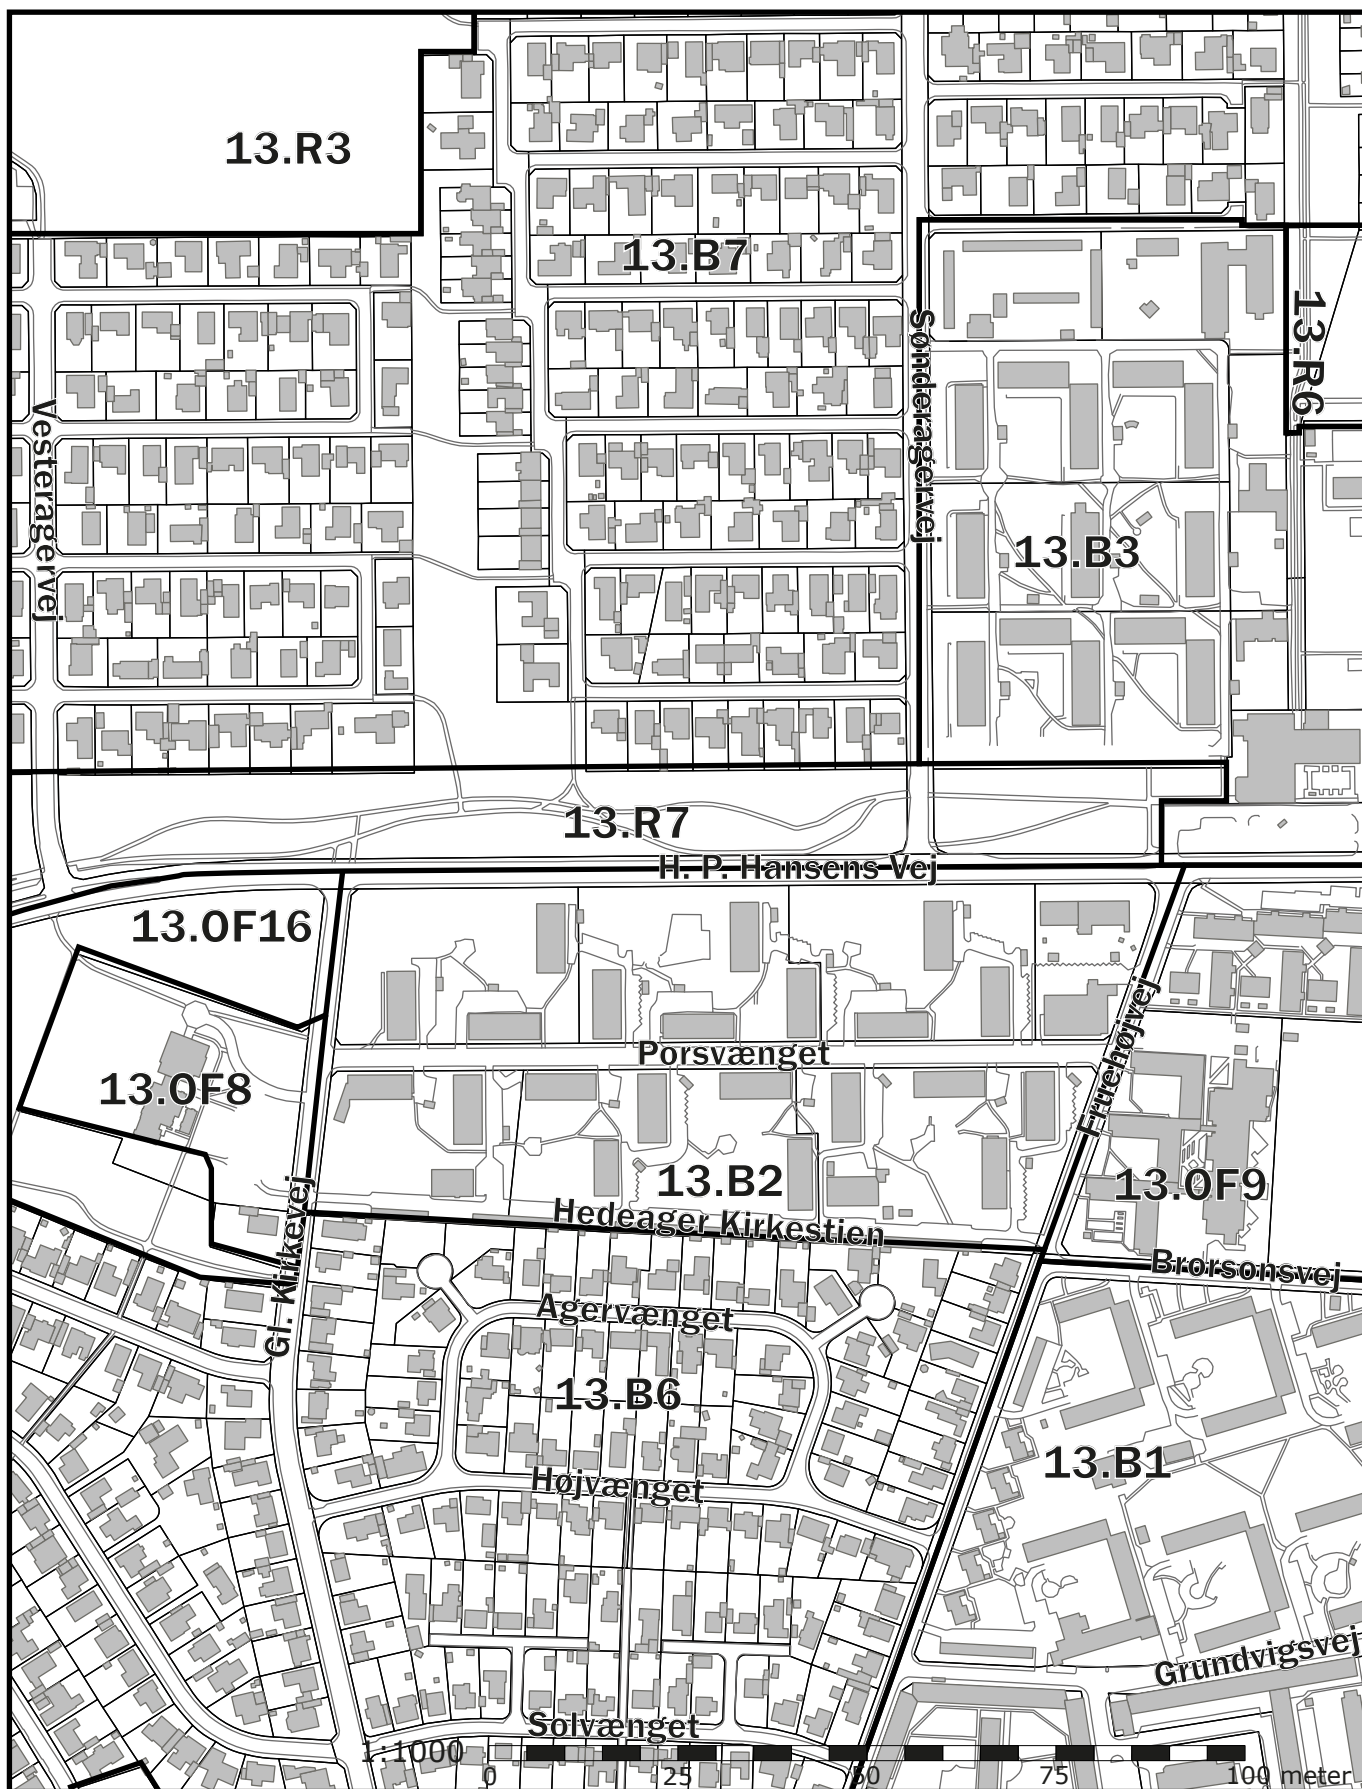 13.R3
13.B7
13.R6
Søndeagervej
Vesteragervej
13.B3
13.R7
H. P. Hansens Vej
13.OF16
Fruehøjvej
Porsvænget
13.OF8
13.B2
13.OF9
Gl. Kirkevej
Hedeager Kirkestien
Brorsonsvej
Agervænget
13.B6
13.B1
Højvænget
Grundvigsvej
Solvænget
1:1000
0 25 50 75 100 meter